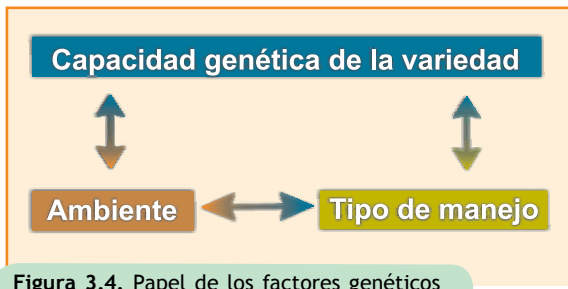 Capacidad genética de la variedad
Ambiente
Tipo de manejo
Figura 3.4. Papel de los factores genéticos